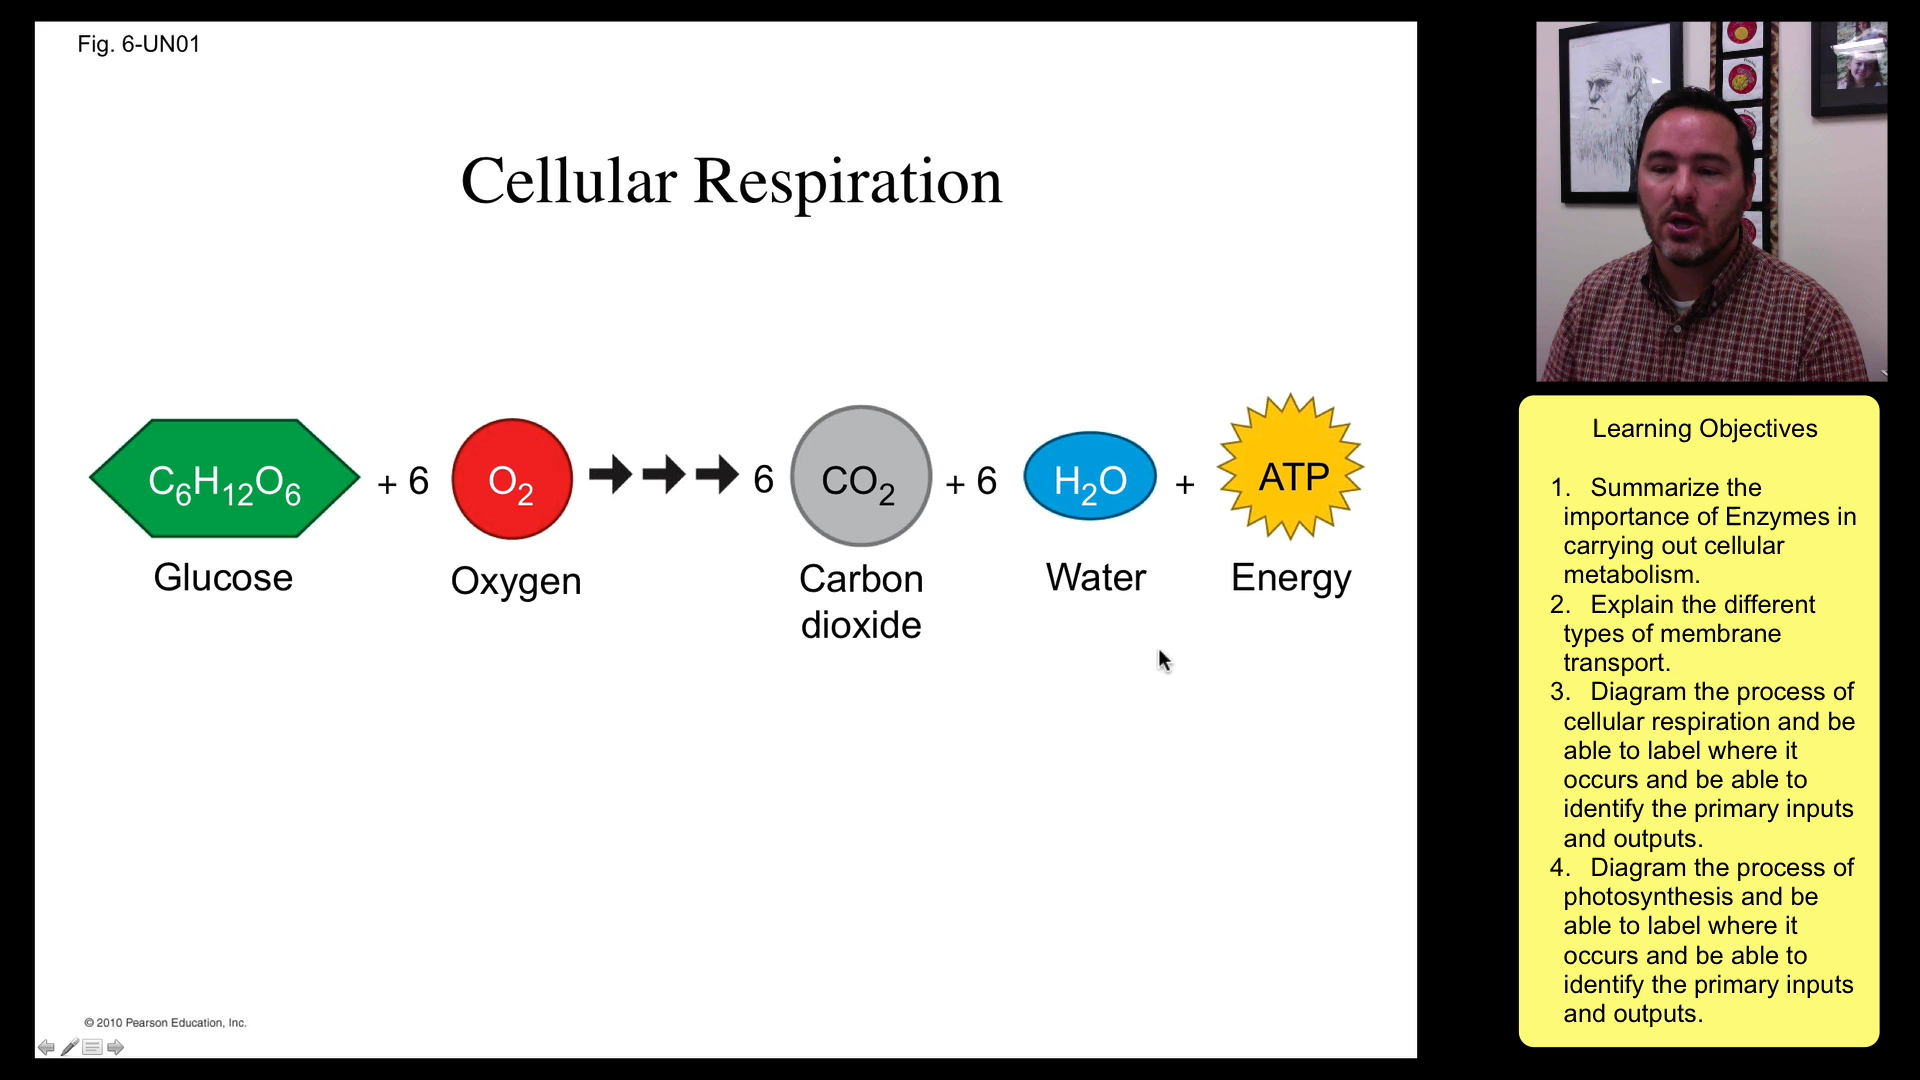 Fig. 6-UN01
Cellular Respiration
C₆H₁₂O₆ + 6 O₂ 6 CO₂ + 6 H₂O + ATP
Glucose Oxygen Carbon dioxide Water Energy
© 2010 Pearson Education, Inc.
Learning Objectives
1. Summarize the
importance of Enzymes in
carrying out cellular
metabolism.
2. Explain the different
types of membrane
transport.
3. Diagram the process of
cellular respiration and be
able to label where it
occurs and be able to
identify the primary inputs
and outputs.
4. Diagram the process of
photosynthesis and be
able to label where it
occurs and be able to
identify the primary inputs
and outputs.